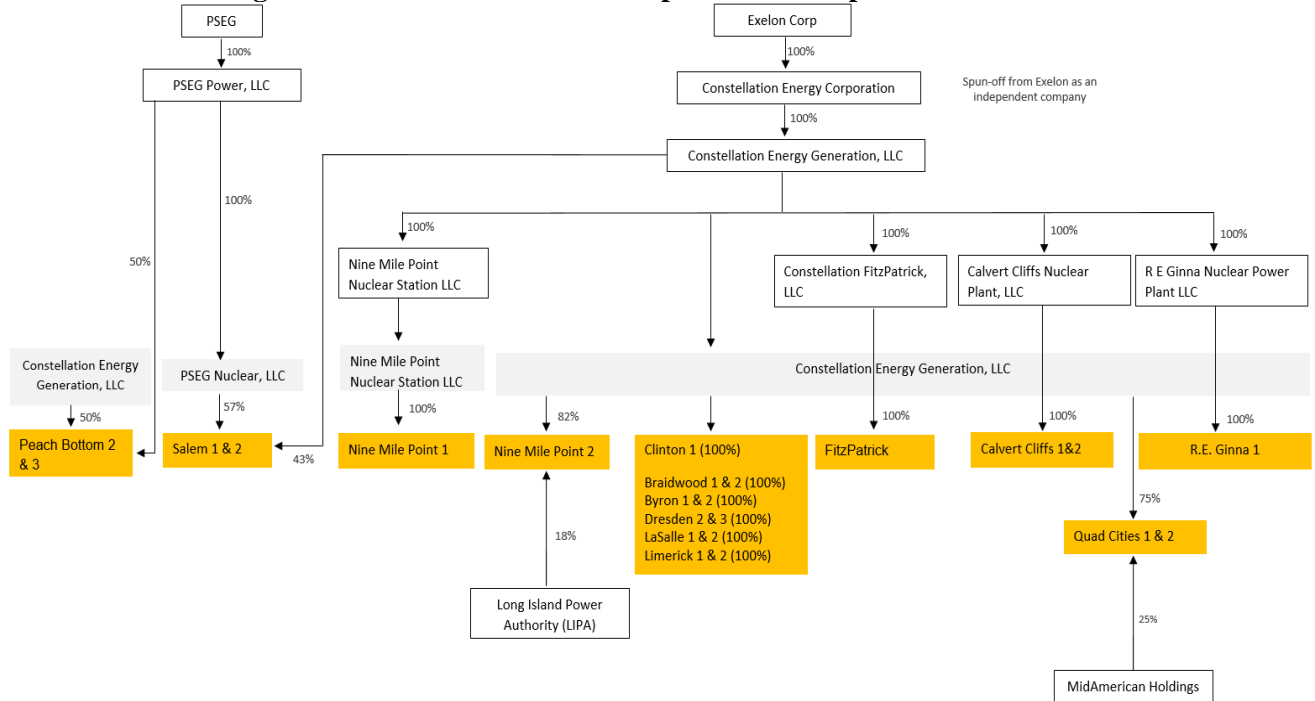 PSEG
Exelon Corp
100%
100%
PSEG Power, LLC
Constellation Energy Corporation
Spun-off from Exelon as an
independent company
100%
Constellation Energy Generation, LLC
100%
50%
100%
100%
100%
100%
Nine Mile Point
Nuclear Station LLC
Constellation FitzPatrick,
LLC
Calvert Cliffs Nuclear
Plant, LLC
R E Ginna Nuclear Power
Plant LLC
Constellation Energy
Generation, LLC
PSEG Nuclear, LLC
Nine Mile Point
Nuclear Station LLC
Constellation Energy Generation, LLC
50%
57%
100%
82%
100%
100%
100%
Peach Bottom 2
& 3
Salem 1 & 2
43%
Nine Mile Point 1
Nine Mile Point 2
Clinton 1 (100%)
Braidwood 1 & 2 (100%)
Byron 1 & 2 (100%)
Dresden 2 & 3 (100%)
LaSalle 1 & 2 (100%)
Limerick 1 & 2 (100%)
FitzPatrick
Calvert Cliffs 1&2
R.E. Ginna 1
75%
Quad Cities 1 & 2
18%
Long Island Power
Authority (LIPA)
25%
MidAmerican Holdings